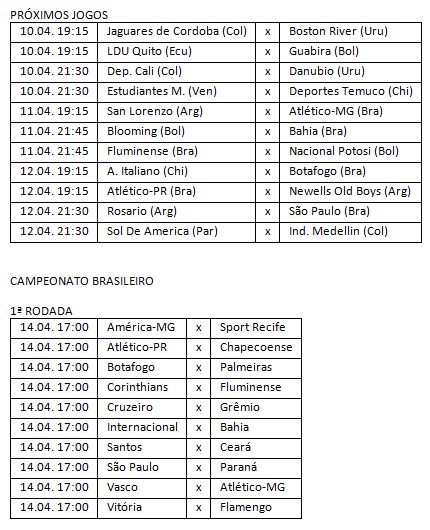 PRÓXIMOS JOGOS
10.04. 19:15 Jaguares de Cordoba (Col) x Boston River (Uru)
10.04. 19:15 LDU Quito (Ecu) x Guabira (Bol)
10.04. 21:30 Dep. Cali (Col) x Danubio (Uru)
10.04. 21:30 Estudiantes M. (Ven) x Deportes Temuco (Chi)
11.04. 19:15 San Lorenzo (Arg) x Atlético-MG (Bra)
11.04. 21:45 Blooming (Bol) x Bahia (Bra)
11.04. 21:45 Fluminense (Bra) x Nacional Potosi (Bol)
12.04. 19:15 A. Italiano (Chi) x Botafogo (Bra)
12.04. 19:15 Atlético-PR (Bra) x Newells Old Boys (Arg)
12.04. 21:30 Rosario (Arg) x São Paulo (Bra)
12.04. 21:30 Sol De America (Par) x Ind. Medellin (Col)
CAMPEONATO BRASILEIRO
1ª RODADA
14.04. 17:00 América-MG x Sport Recife
14.04. 17:00 Atlético-PR x Chapecoense
14.04. 17:00 Botafogo x Palmeiras
14.04. 17:00 Corinthians x Fluminense
14.04. 17:00 Cruzeiro x Grêmio
14.04. 17:00 Internacional x Bahia
14.04. 17:00 Santos x Ceará
14.04. 17:00 São Paulo x Paraná
14.04. 17:00 Vasco x Atlético-MG
14.04. 17:00 Vitória x Flamengo